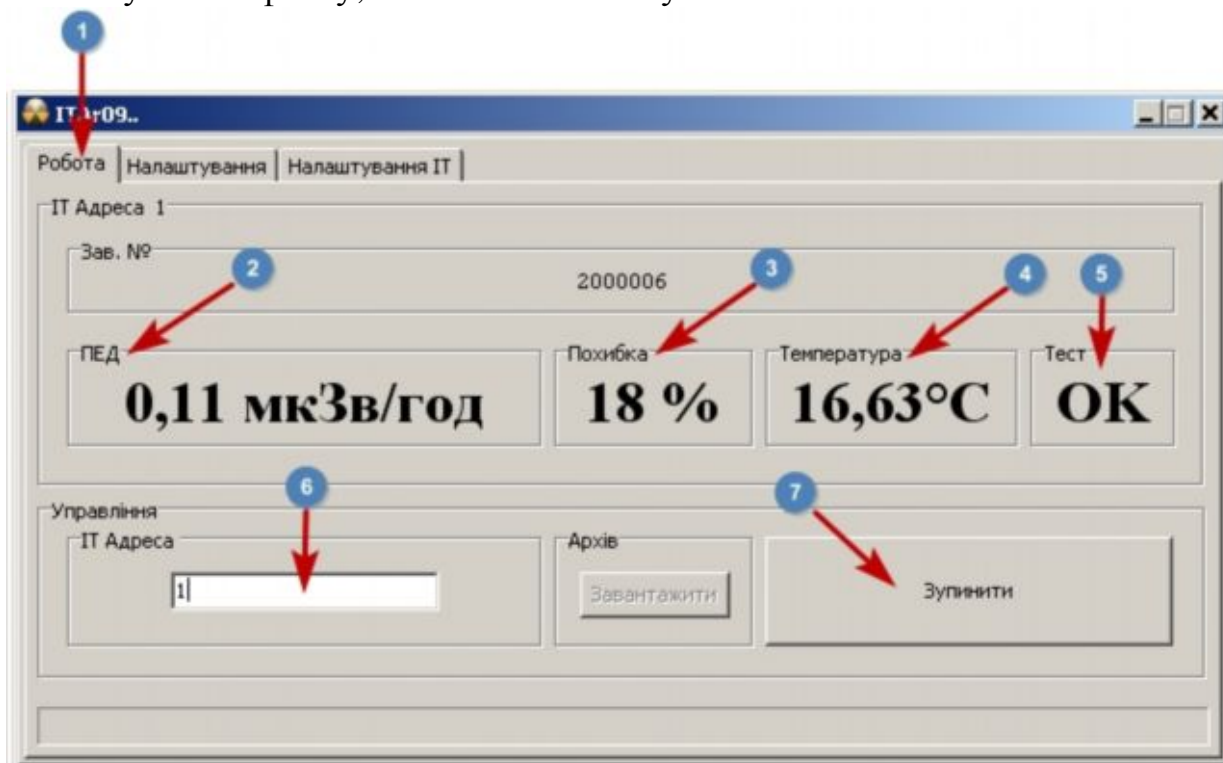 1
ITAr09..
Робота Налаштування Налаштування IT
IT Адреса 1
Зав. №
2 3 4 5
2000006
ПЕД Похибка Температура Тест
0,11 мкЗв/год 18 % 16,63°C OK
6 7
Управління
IT Адреса Архів
1 Завантажити Зупинити